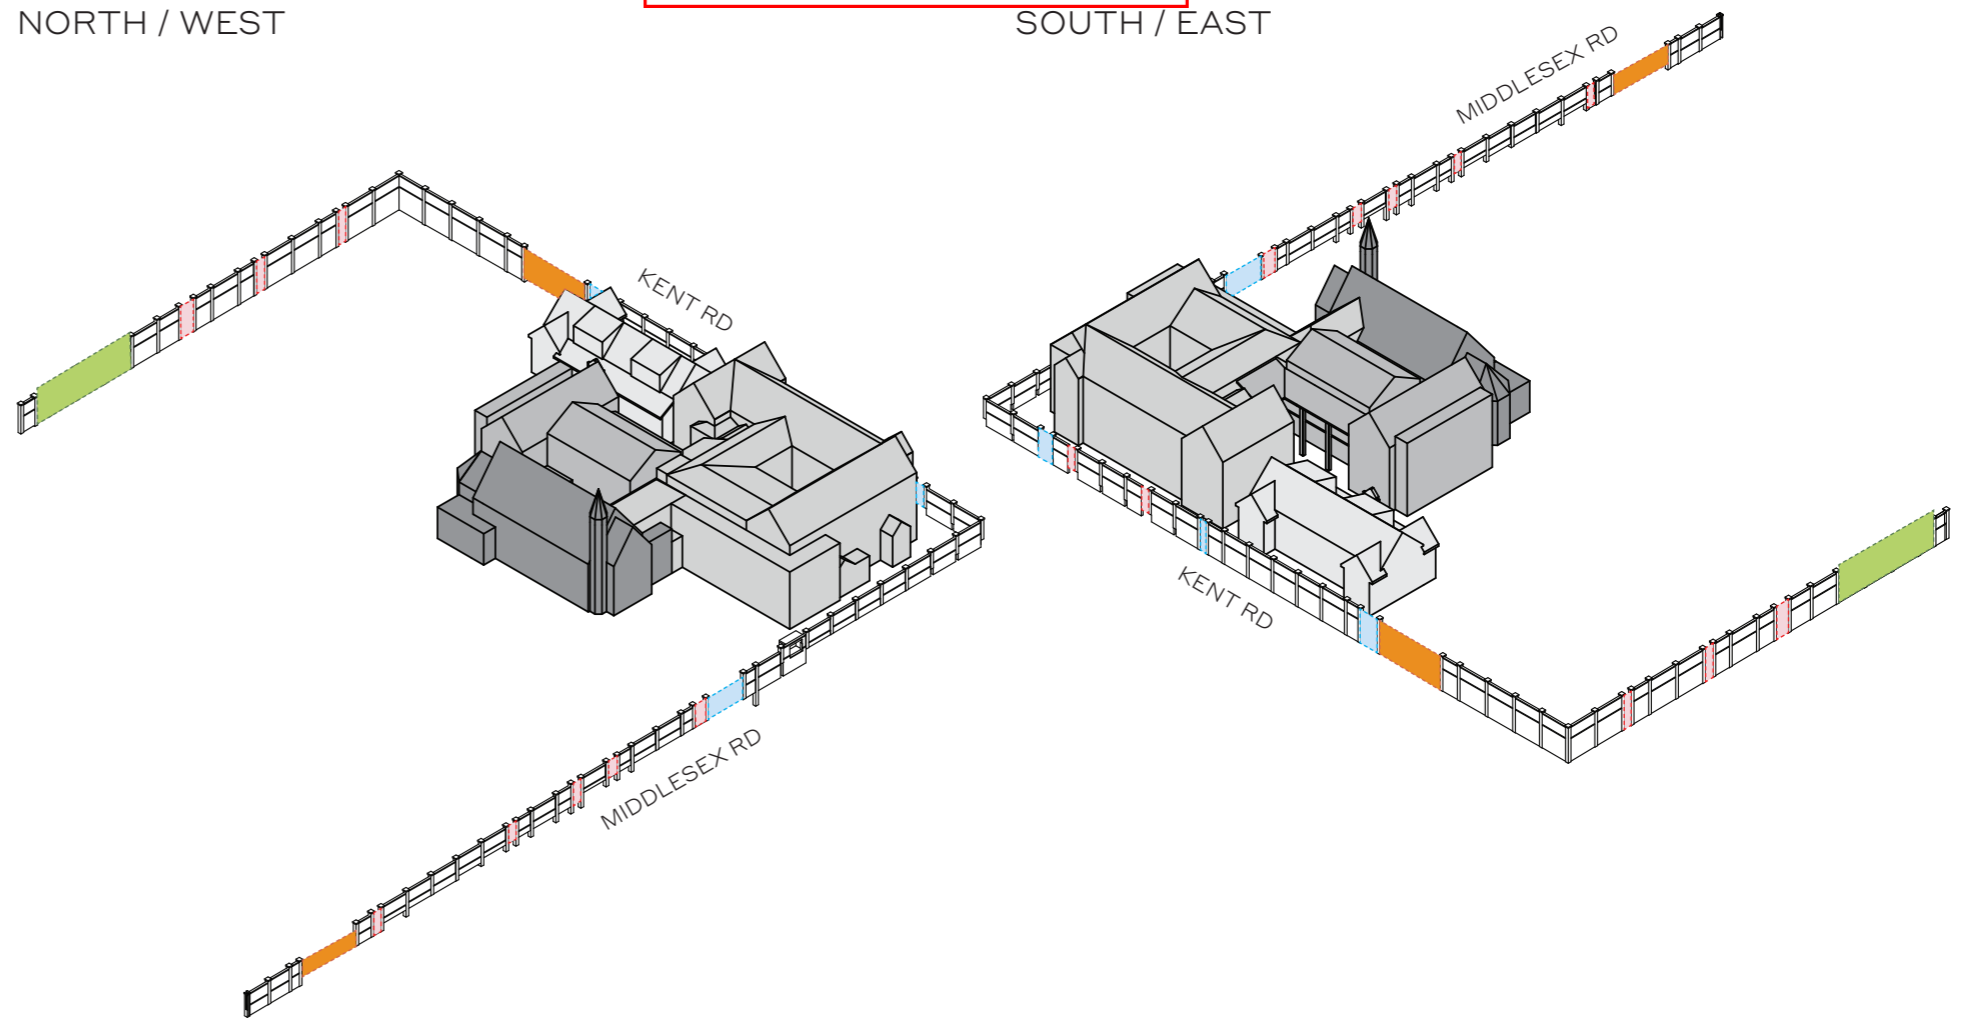 NORTH / WEST
SOUTH / EAST
MIDDLESEX RD
KENT RD
KENT RD
MIDDLESEX RD